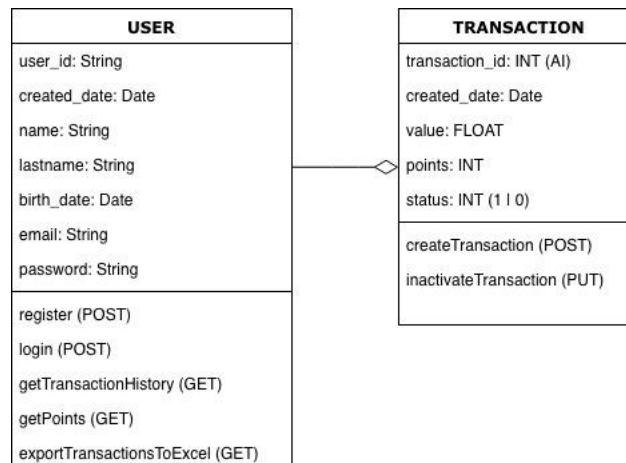 USER
user_id: String
created_date: Date
name: String
lastname: String
birth_date: Date
email: String
password: String
register (POST)
login (POST)
getTransactionHistory (GET)
getPoints (GET)
exportTransactionsToExcel (GET)
TRANSACTION
transaction_id: INT (AI)
created_date: Date
value: FLOAT
points: INT
status: INT (1 | 0)
createTransaction (POST)
inactivateTransaction (PUT)